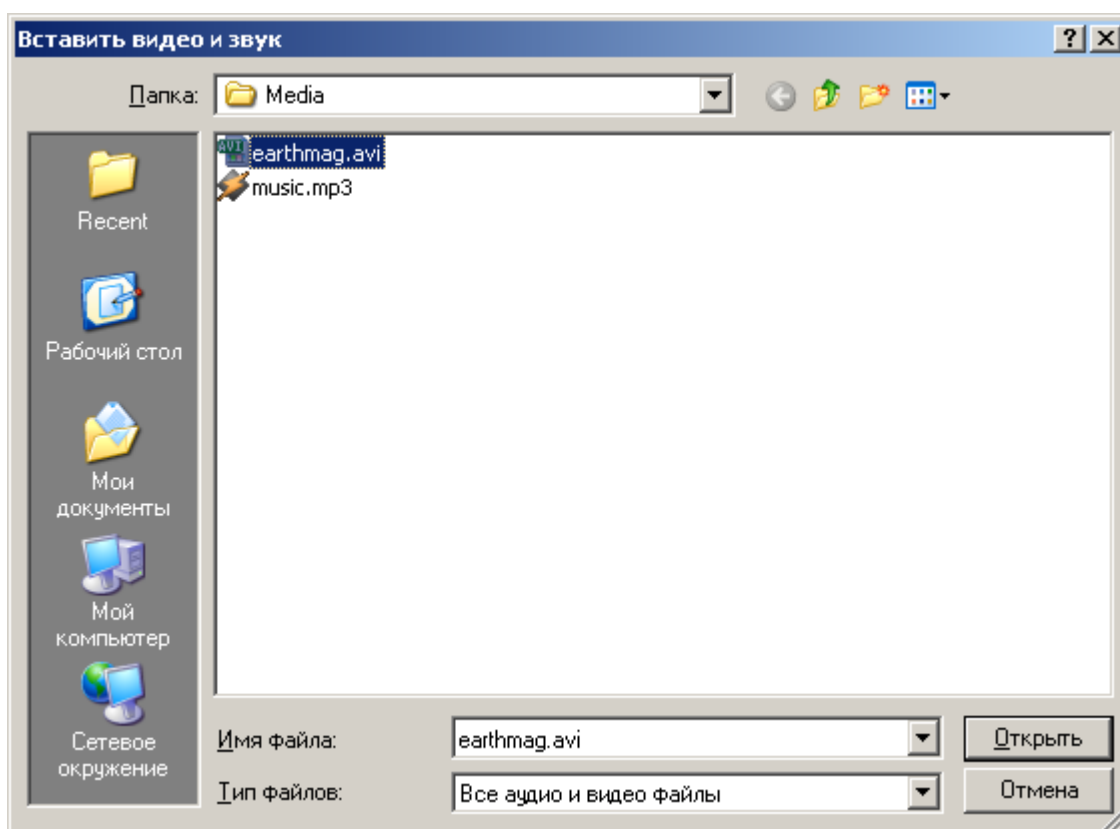 Вставить видео и звук
Папка:
Media
earthmag.avi
music.mp3
Recent
Рабочий стол
Мои
документы
Мой
компьютер
Сетевое
окружение
Имя файла:
earthmag.avi
Открыть
Тип файлов:
Все аудио и видео файлы
Отмена